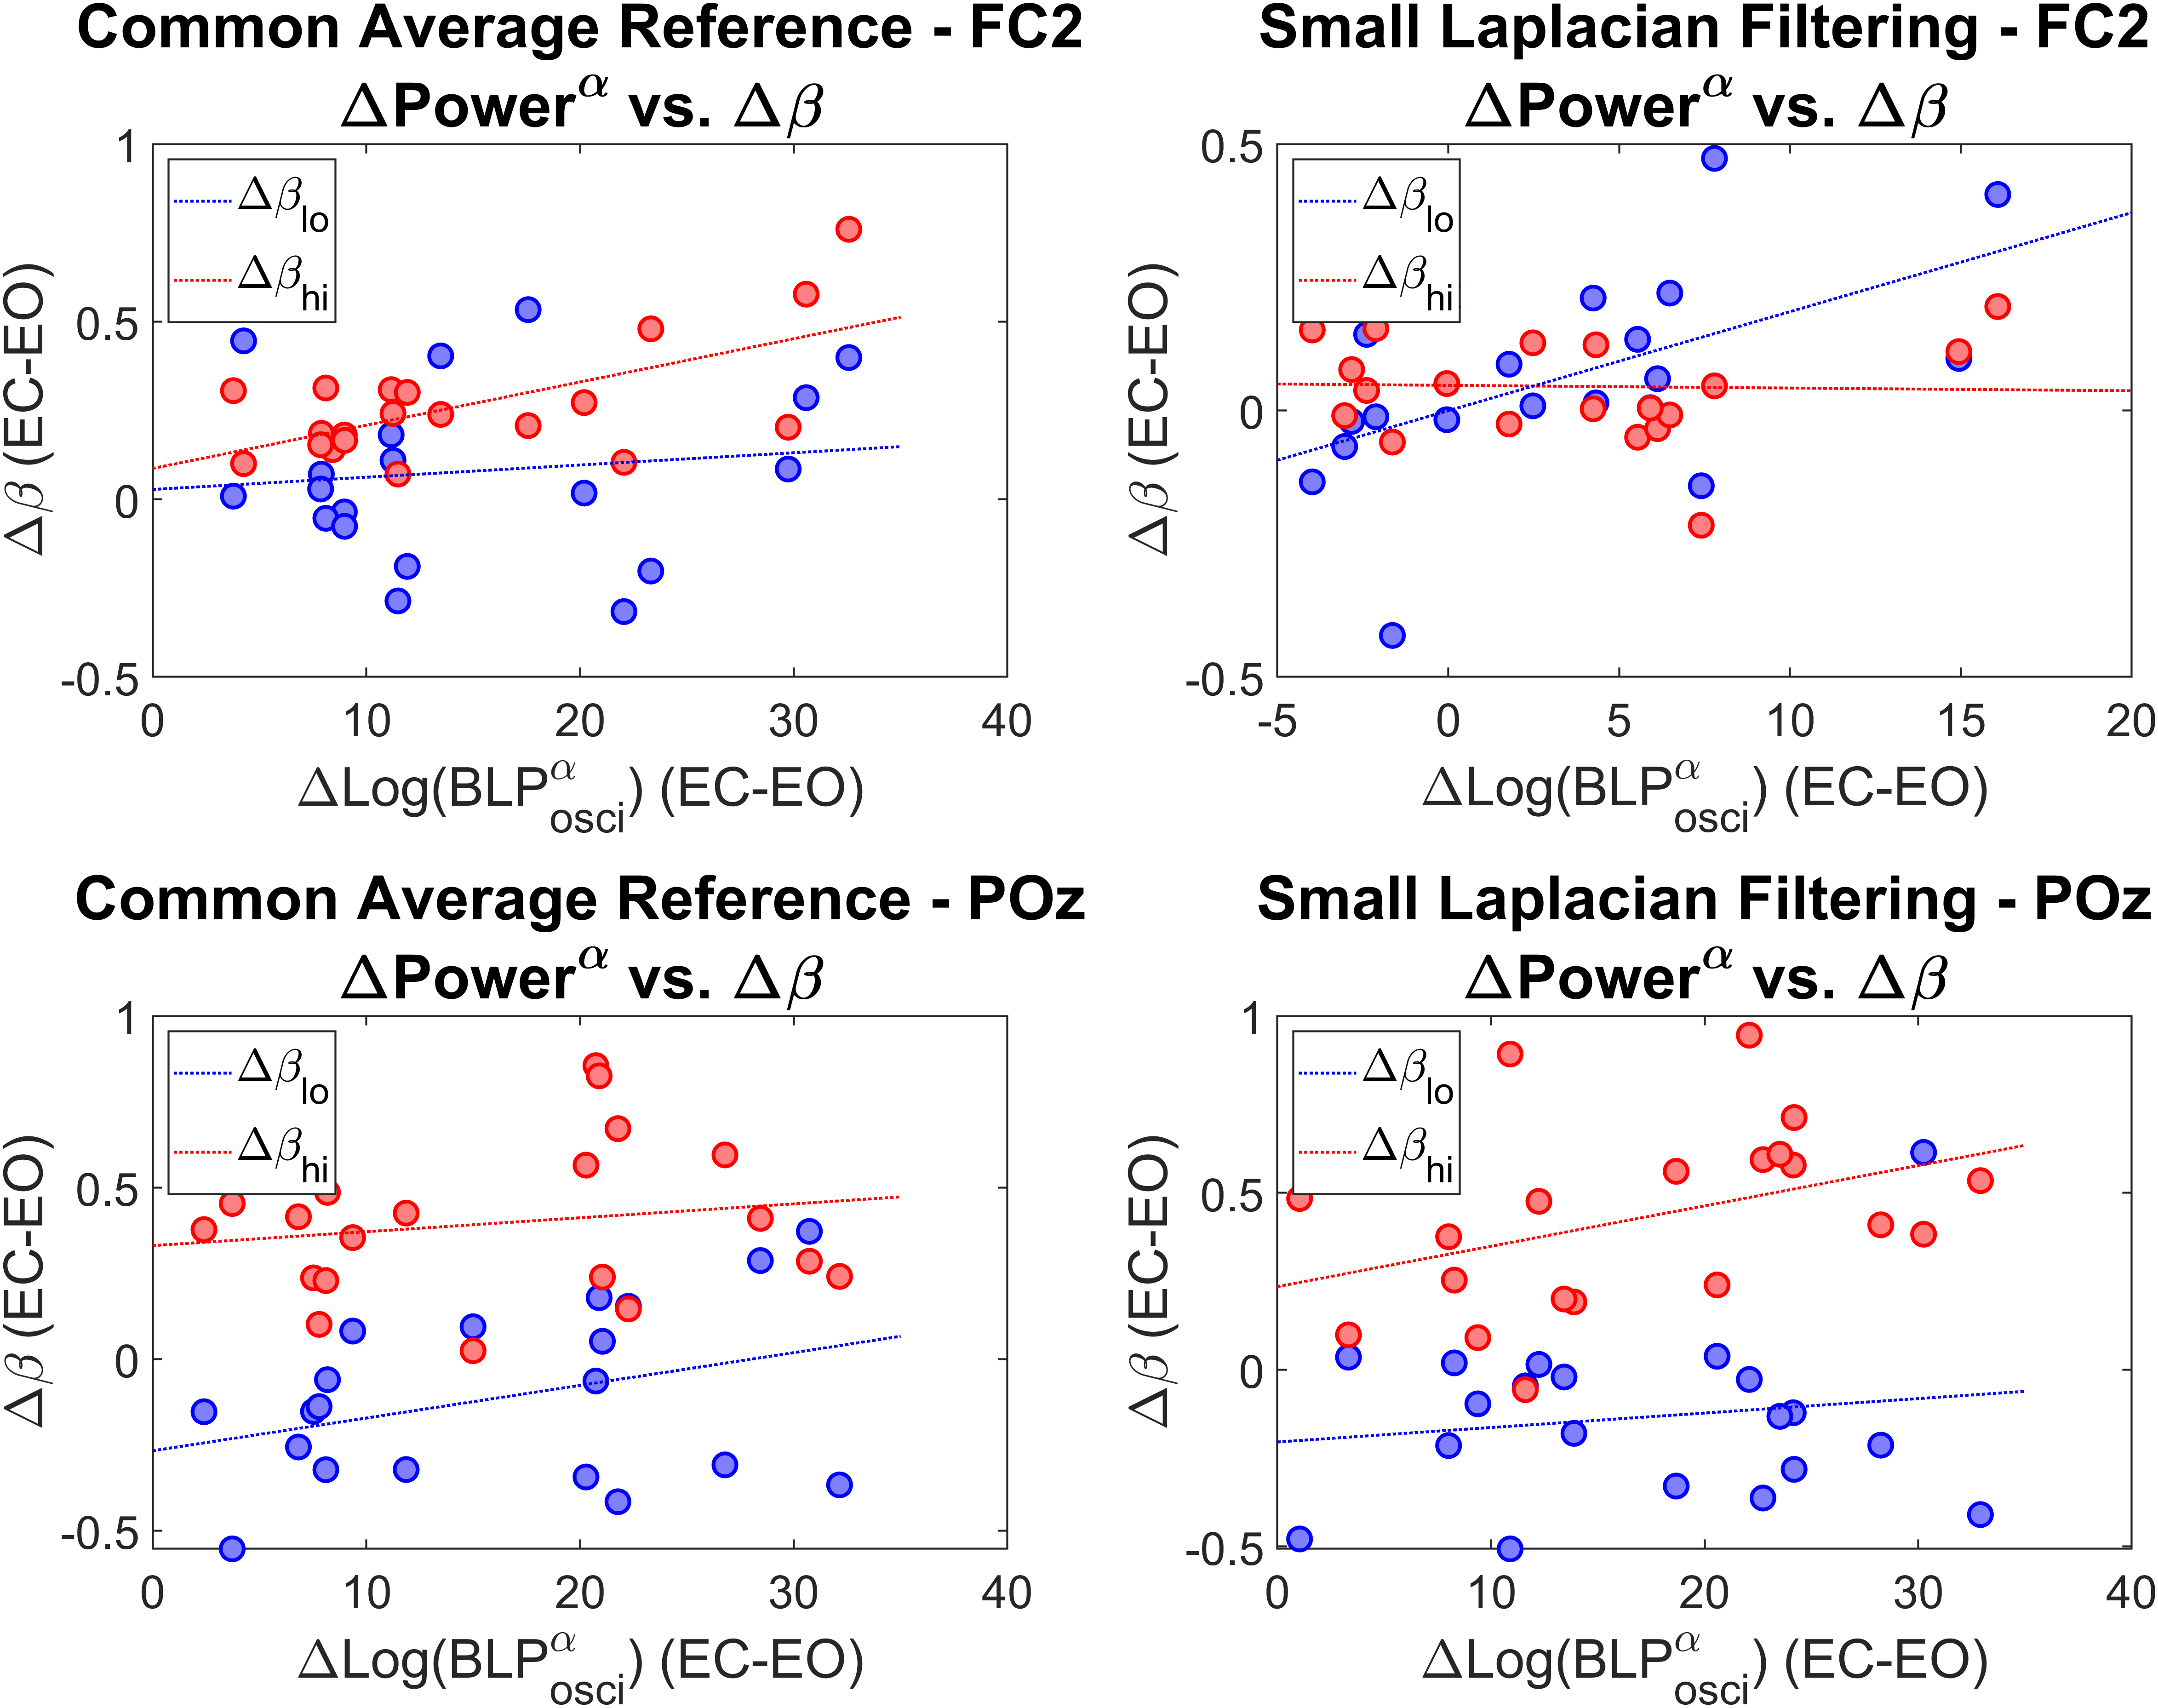 Common Average Reference - FC2
ΔPower^α vs. Δβ
1
0.5
0
-0.5
Δβ (EC-EO)
Δβ_lo
Δβ_hi
0 10 20 30 40
ΔLog(BLP^α_osci) (EC-EO)
Small Laplacian Filtering - FC2
ΔPower^α vs. Δβ
0.5
0
-0.5
Δβ (EC-EO)
Δβ_lo
Δβ_hi
-5 0 5 10 15 20
ΔLog(BLP^α_osci) (EC-EO)
Common Average Reference - POz
ΔPower^α vs. Δβ
1
0.5
0
-0.5
Δβ (EC-EO)
Δβ_lo
Δβ_hi
0 10 20 30 40
ΔLog(BLP^α_osci) (EC-EO)
Small Laplacian Filtering - POz
ΔPower^α vs. Δβ
1
0.5
0
-0.5
Δβ (EC-EO)
Δβ_lo
Δβ_hi
0 10 20 30 40
ΔLog(BLP^α_osci) (EC-EO)